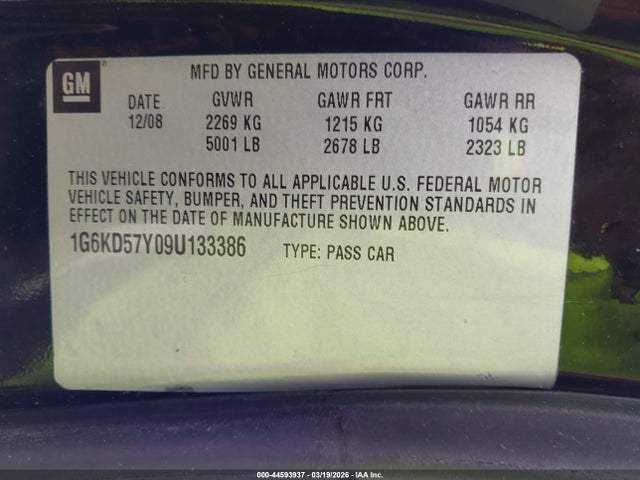 GM ®
MFD BY GENERAL MOTORS CORP.
DATE GVWR GAWR FRT GAWR RR
12/08 2269 KG 1215 KG 1054 KG
5001 LB 2678 LB 2323 LB
THIS VEHICLE CONFORMS TO ALL APPLICABLE U.S. FEDERAL MOTOR
VEHICLE SAFETY, BUMPER, AND THEFT PREVENTION STANDARDS IN
EFFECT ON THE DATE OF MANUFACTURE SHOWN ABOVE.
1G6KD57Y09U133386 TYPE: PASS CAR
000-44593937 - 03/19/2026 - IAA Inc.